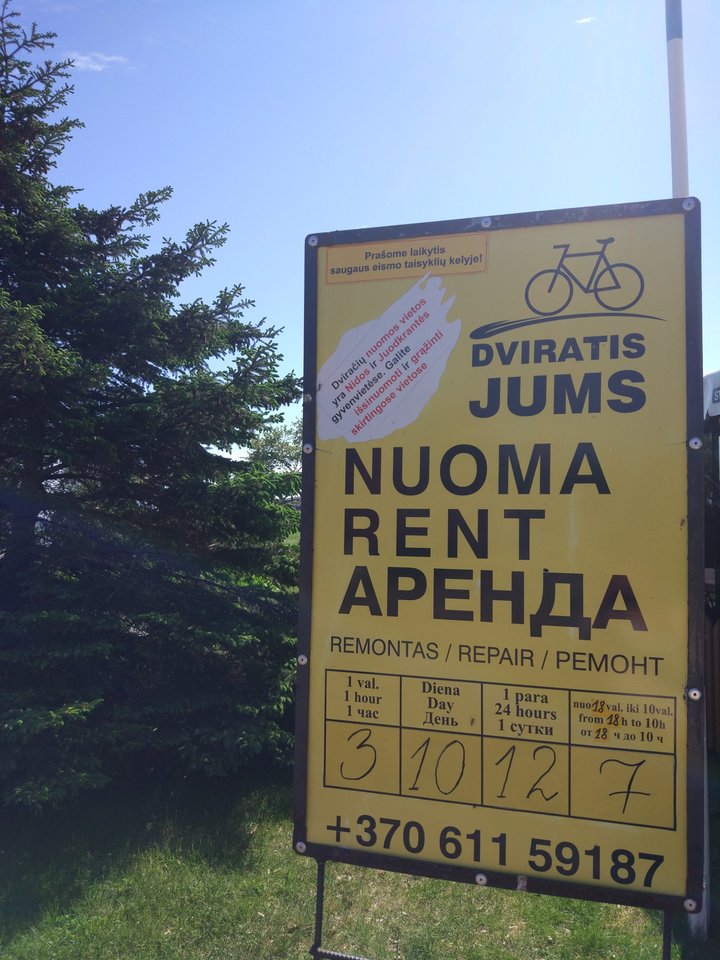 Prašome laikytis
saugaus eismo taisyklių kelyje!
Dviračių nuomos vietos
yra Nidos ir Juodkrantės
gyvenvietėse. Galite
išsinuomoti ir grąžinti
skirtingose vietose
DVIRATIS
JUMS
NUOMA
RENT
АРЕНДА
REMONTAS / REPAIR / РЕМОНТ
1 val.
1 hour
1 час
3
Diena
Day
День
10
1 para
24 hours
1 сутки
12
nuo 18 val. iki 10val.
from 18 h to 10h
от 18 ч до 10 ч
7
+370 611 59187